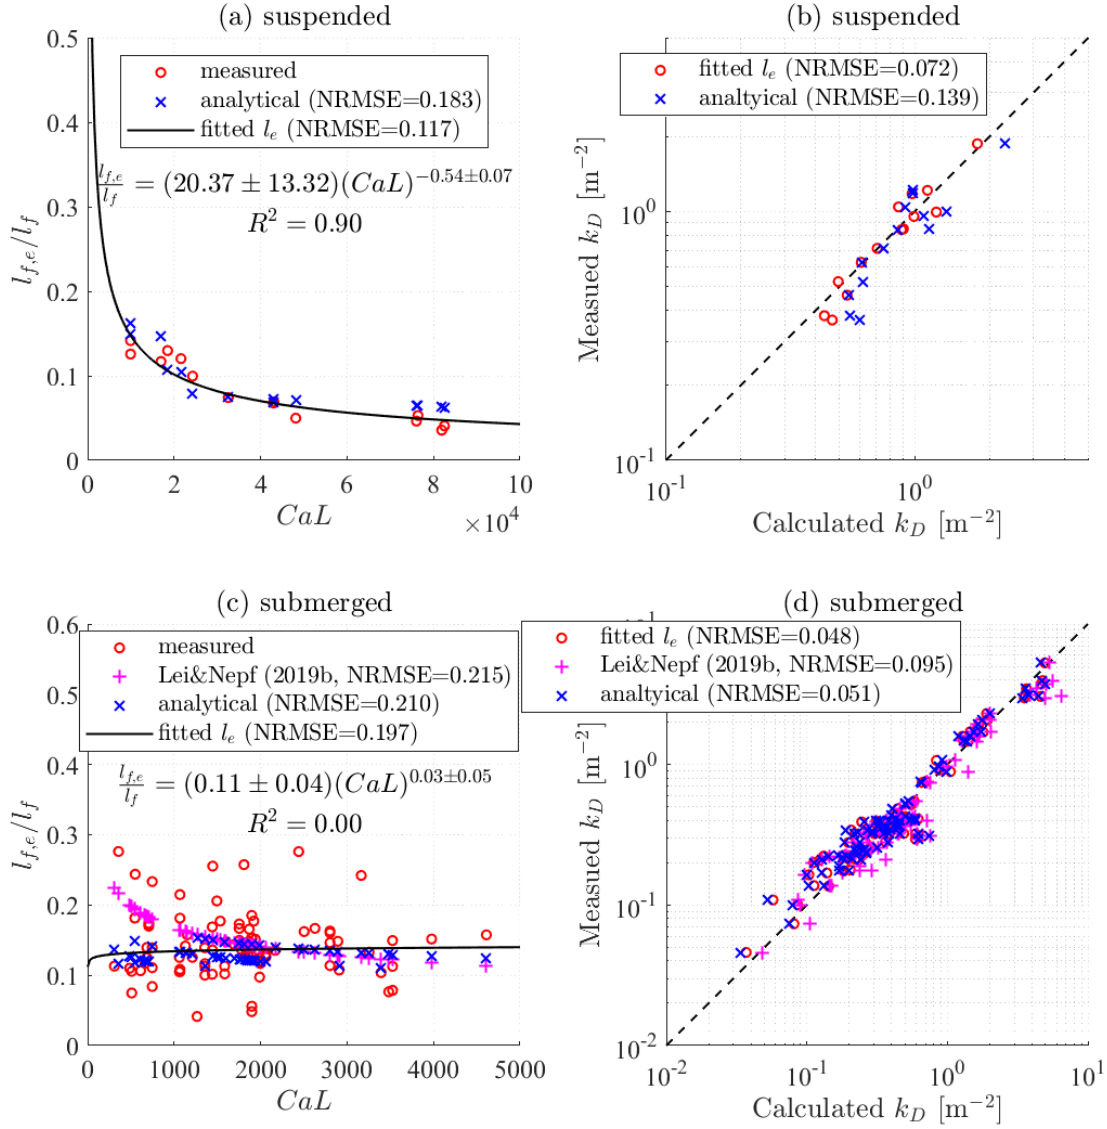 (a) suspended
0.5
0.4
0.3
0.2
0.1
0
l_{f,e}/l_f
measured
analytical (NRMSE=0.183)
fitted l_e (NRMSE=0.117)
\frac{l_{f,e}}{l_f} = (20.37 ± 13.32)(CaL)^{−0.54±0.07}
R^2 = 0.90
0 2 4 6 8 10
×10^4
CaL
(b) suspended
fitted l_e (NRMSE=0.072)
analtyical (NRMSE=0.139)
Measued k_D [m^{−2}]
10^0
10^{-1}
10^{-1} 10^0
Calculated k_D [m^{−2}]
(c) submerged
0.6
0.5
0.4
0.3
0.2
0.1
0
l_{f,e}/l_f
measured
Lei&Nepf (2019b, NRMSE=0.215)
analytical (NRMSE=0.210)
fitted l_e (NRMSE=0.197)
\frac{l_{f,e}}{l_f} = (0.11 ± 0.04)(CaL)^{0.03±0.05}
R^2 = 0.00
0 1000 2000 3000 4000 5000
CaL
(d) submerged
fitted l_e (NRMSE=0.048)
Lei&Nepf (2019b, NRMSE=0.095)
analtyical (NRMSE=0.051)
Measued k_D [m^{−2}]
10^0
10^{-1}
10^{-2}
10^{-2} 10^{-1} 10^0 10^1
Calculated k_D [m^{−2}]